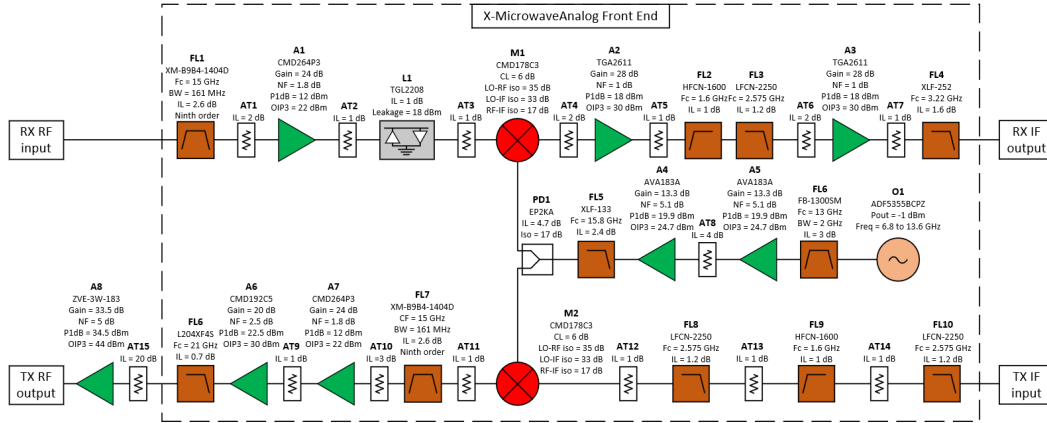 X-MicrowaveAnalog Front End
RX RF
input
FL1
XM-B9B4-1404D
Fc = 15 GHz
BW = 161 MHz
IL = 2.6 dB
Ninth order
AT1
IL = 2 dB
A1
CMD264P3
Gain = 24 dB
NF = 1.8 dB
P1dB = 12 dBm
OIP3 = 22 dBm
AT2
IL = 1 dB
L1
TGL2208
IL = 1 dB
Leakage = 18 dBm
AT3
IL = 1 dB
M1
CMD178C3
CL = 6 dB
LO-RF iso = 35 dB
LO-IF iso = 33 dB
RF-IF iso = 17 dB
AT4
IL = 2 dB
A2
TGA2611
Gain = 28 dB
NF = 1 dB
P1dB = 18 dBm
OIP3 = 30 dBm
AT5
IL = 1 dB
FL2
HFCN-1600
Fc = 1.6 GHz
IL = 1 dB
FL3
LFCN-2250
Fc = 2.575 GHz
IL = 1.2 dB
AT6
IL = 2 dB
A3
TGA2611
Gain = 28 dB
NF = 1 dB
P1dB = 18 dBm
OIP3 = 30 dBm
AT7
IL = 1 dB
FL4
XLF-252
Fc = 3.22 GHz
IL = 1.6 dB
RX IF
output
PD1
EP2KA
IL = 4.7 dB
Iso = 17 dB
FL5
XLF-133
Fc = 15.8 GHz
IL = 2.4 dB
A4
AVA183A
Gain = 13.3 dB
NF = 5.1 dB
P1dB = 19.9 dBm
OIP3 = 24.7 dBm
AT8
IL = 4 dB
A5
AVA183A
Gain = 13.3 dB
NF = 5.1 dB
P1dB = 19.9 dBm
OIP3 = 24.7 dBm
FL6
FB-1300SM
Fc = 13 GHz
BW = 2 GHz
IL = 3 dB
O1
ADF5355BCPZ
Pout = -1 dBm
Freq = 6.8 to 13.6 GHz
TX RF
output
A8
ZVE-3W-183
Gain = 33.5 dB
NF = 5 dB
P1dB = 34.5 dBm
OIP3 = 44 dBm
AT15
IL = 20 dB
FL6
L204XF4S
Fc = 21 GHz
IL = 0.7 dB
A6
CMD192C5
Gain = 20 dB
NF = 2.5 dB
P1dB = 22.5 dBm
OIP3 = 30 dBm
AT9
IL = 1 dB
A7
CMD264P3
Gain = 24 dB
NF = 1.8 dB
P1dB = 12 dBm
OIP3 = 22 dBm
AT10
IL =3 dB
FL7
XM-B9B4-1404D
CF = 15 GHz
BW = 161 MHz
IL = 2.6 dB
Ninth order
AT11
IL = 1 dB
M2
CMD178C3
CL = 6 dB
LO-RF iso = 35 dB
LO-IF iso = 33 dB
RF-IF iso = 17 dB
AT12
IL = 1 dB
FL8
LFCN-2250
Fc = 2.575 GHz
IL = 1.2 dB
AT13
IL = 1 dB
FL9
HFCN-1600
Fc = 1.6 GHz
IL = 1 dB
AT14
IL = 1 dB
FL10
LFCN-2250
Fc = 2.575 GHz
IL = 1.2 dB
TX IF
input